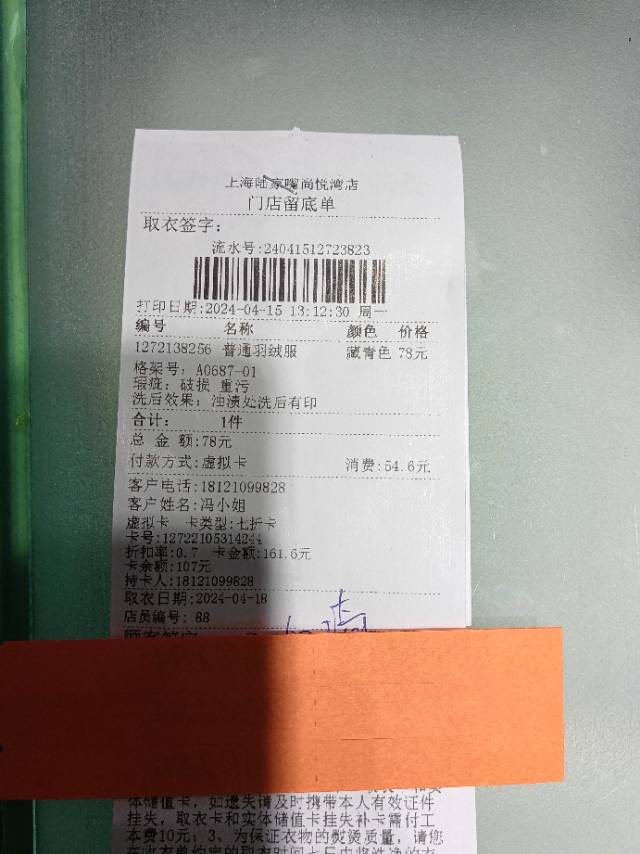 上海陆家嘴尚悦湾店
门店留底单
取衣签字:
流水号:24041512723823
打印日期:2024-04-15 13:12:30 周一
编号 名称 颜色 价格
1272138256 普通羽绒服 藏青色 78元
格架号: A0687-01
瑕疵: 破损 重污
洗后效果: 油渍处洗后有印
合计: 1件
总 金 额:78元
付款方式:虚拟卡 消费:54.6元
客户电话:18121099828
客户姓名:冯小姐
虚拟卡 卡类型:七折卡
卡号:12722105314244
折扣率:0.7 卡金额:161.6元
卡余额:107元
持卡人:18121099828
取衣日期:2024-04-18
店员编号: 88
体储值卡, 如遗失请及时携带本人有效证件
挂失, 取衣卡和实体储值卡挂失补卡需付工
本费10元; 3、为保证衣物的熨烫质量, 请您